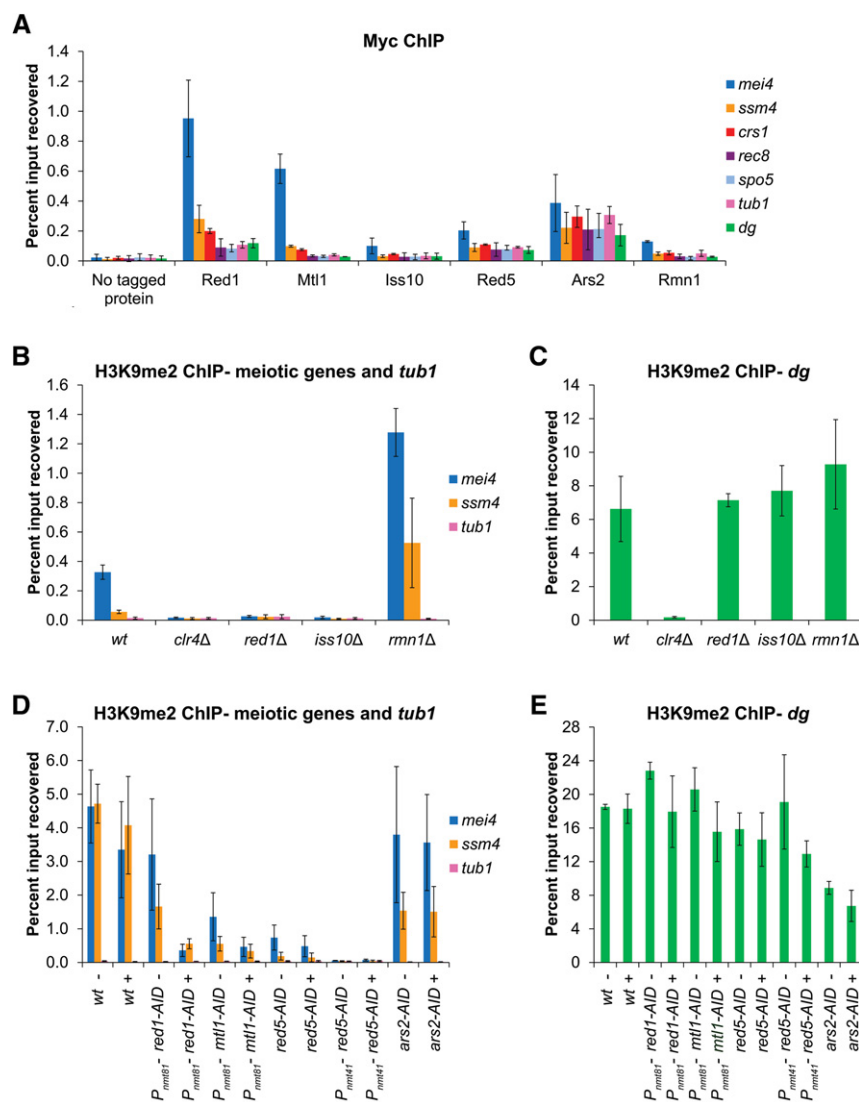 A
Myc ChIP
Percent input recovered
1.4
1.2
1.0
0.8
0.6
0.4
0.2
0.0
No tagged
protein
Red1
Mtl1
Iss10
Red5
Ars2
Rmn1
mei4
ssm4
crs1
rec8
spo5
tub1
dg
B
H3K9me2 ChIP- meiotic genes and tub1
Percent input recovered
1.6
1.4
1.2
1.0
0.8
0.6
0.4
0.2
0.0
wt
clr4Δ
red1Δ
iss10Δ
rmn1Δ
mei4
ssm4
tub1
C
H3K9me2 ChIP- dg
Percent input recovered
14
12
10
8
6
4
2
0
wt
clr4Δ
red1Δ
iss10Δ
rmn1Δ
D
H3K9me2 ChIP- meiotic genes and tub1
Percent input recovered
7.0
6.0
5.0
4.0
3.0
2.0
1.0
0.0
wt -
wt +
Pnmt81- red1-AID -
Pnmt81- red1-AID +
Pnmt81- mtl1-AID -
Pnmt81- mtl1-AID +
red5-AID -
red5-AID +
Pnmt41- red5-AID -
Pnmt41- red5-AID +
ars2-AID -
ars2-AID +
mei4
ssm4
tub1
E
H3K9me2 ChIP- dg
Percent input recovered
28
24
20
16
12
8
4
0
wt -
wt +
Pnmt81- red1-AID -
Pnmt81- red1-AID +
Pnmt81- mtl1-AID -
Pnmt81- mtl1-AID +
red5-AID -
red5-AID +
Pnmt41- red5-AID -
Pnmt41- red5-AID +
ars2-AID -
ars2-AID +